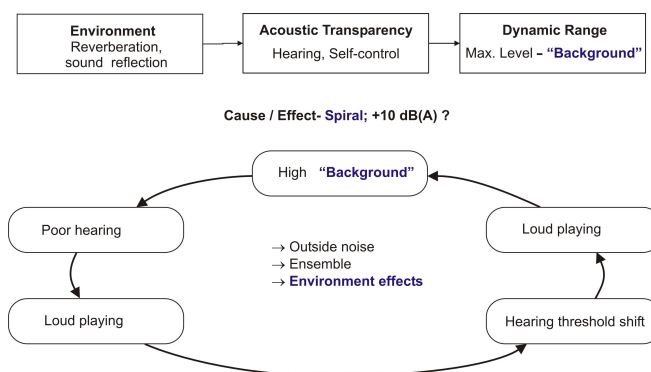 Environment
Reverberation,
sound reflection
Acoustic Transparency
Hearing, Self-control
Dynamic Range
Max. Level – “Background”
Cause / Effect- Spiral; +10 dB(A) ?
High “Background”
Poor hearing
Loud playing
→ Outside noise
→ Ensemble
→ Environment effects
Loud playing
Hearing threshold shift